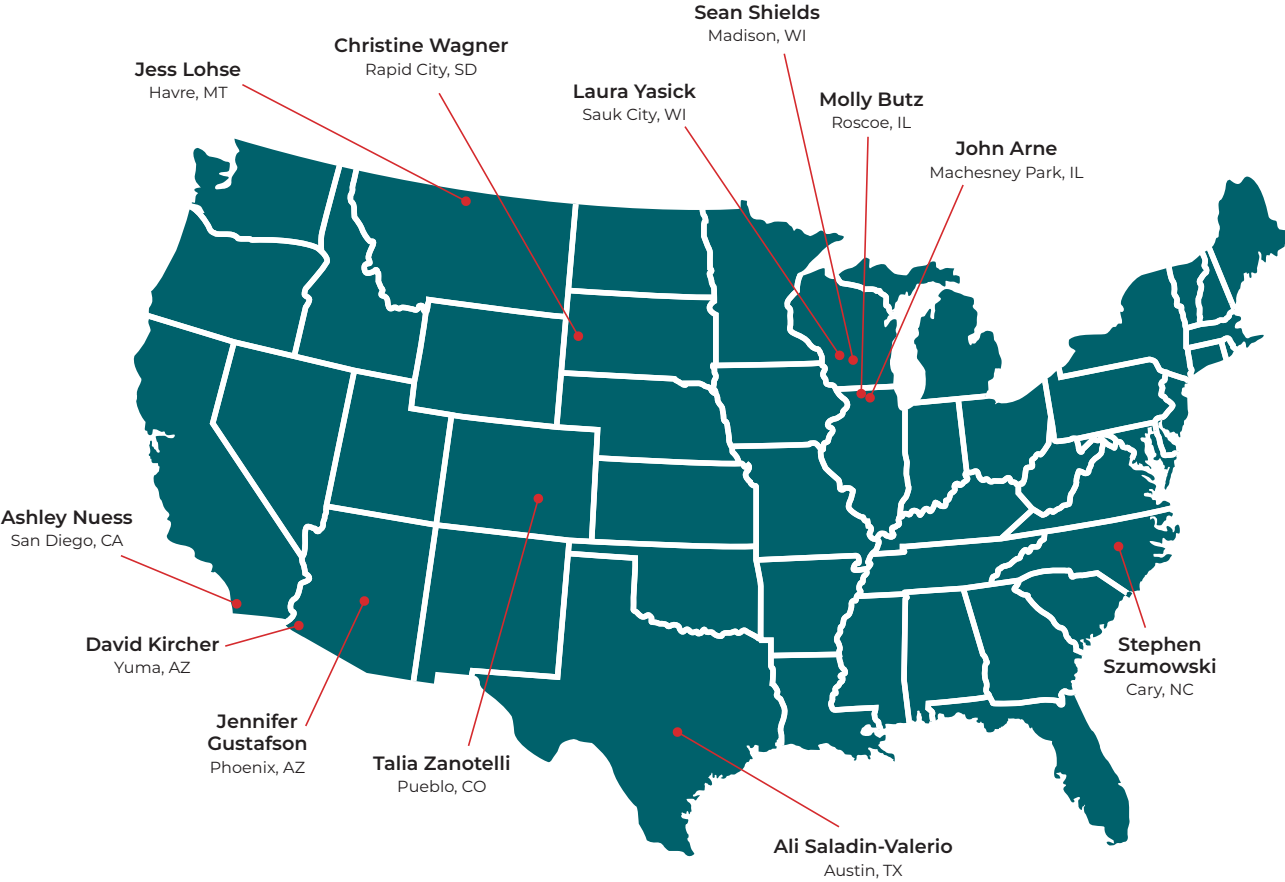 Sean Shields
Madison, WI
Christine Wagner
Rapid City, SD
Jess Lohse
Havre, MT
Laura Yasick
Sauk City, WI
Molly Butz
Roscoe, IL
John Arne
Machesney Park, IL
Ashley Nuess
San Diego, CA
David Kircher
Yuma, AZ
Jennifer
Gustafson
Phoenix, AZ
Talia Zanotelli
Pueblo, CO
Stephen
Szumowski
Cary, NC
Ali Saladin-Valerio
Austin, TX